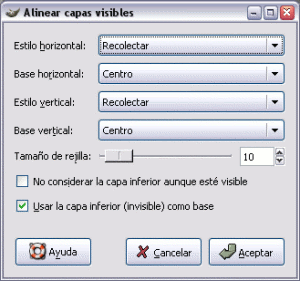 Alinear capas visibles
Estilo horizontal: Recolectar
Base horizontal: Centro
Estilo vertical: Recolectar
Base vertical: Centro
Tamaño de rejilla: 10
No considerar la capa inferior aunque esté visible
Usar la capa inferior (invisible) como base
Ayuda Cancelar Aceptar